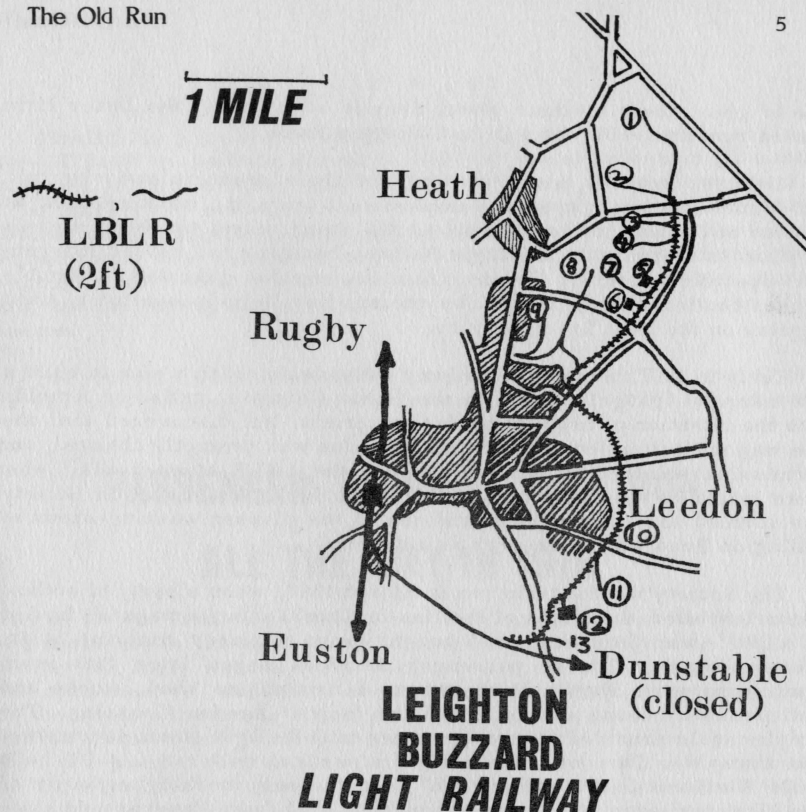 The Old Run
5
1 MILE
LBLR
(2ft)
Heath
Rugby
1
2
3
4
8
7
5
6
9
Leedon
10
11
12
13
Euston
Dunstable
(closed)
LEIGHTON
BUZZARD
LIGHT RAILWAY